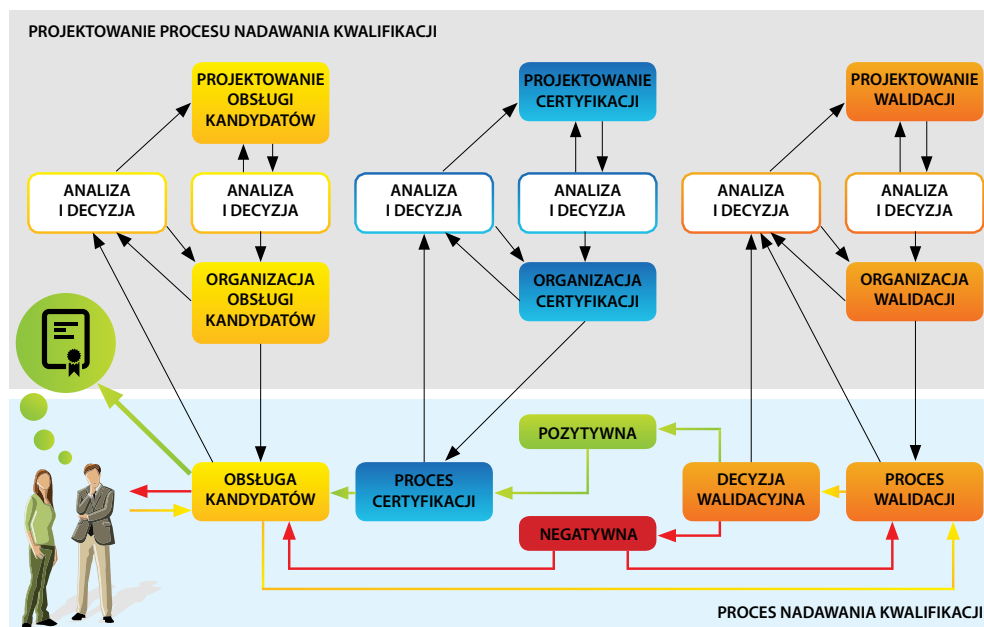 PROJEKTOWANIE PROCESU NADAWANIA KWALIFIKACJI
PROJEKTOWANIE
OBSŁUGI
KANDYDATÓW
PROJEKTOWANIE
CERTYFIKACJI
PROJEKTOWANIE
WALIDACJI
ANALIZA
I DECYZJA
ANALIZA
I DECYZJA
ANALIZA
I DECYZJA
ANALIZA
I DECYZJA
ANALIZA
I DECYZJA
ANALIZA
I DECYZJA
ORGANIZACJA
OBSŁUGI
KANDYDATÓW
ORGANIZACJA
CERTYFIKACJI
ORGANIZACJA
WALIDACJI
POZYTYWNA
OBSŁUGA
KANDYDATÓW
PROCES
CERTYFIKACJI
DECYZJA
WALIDACYJNA
PROCES
WALIDACJI
NEGATYWNA
PROCES NADAWANIA KWALIFIKACJI